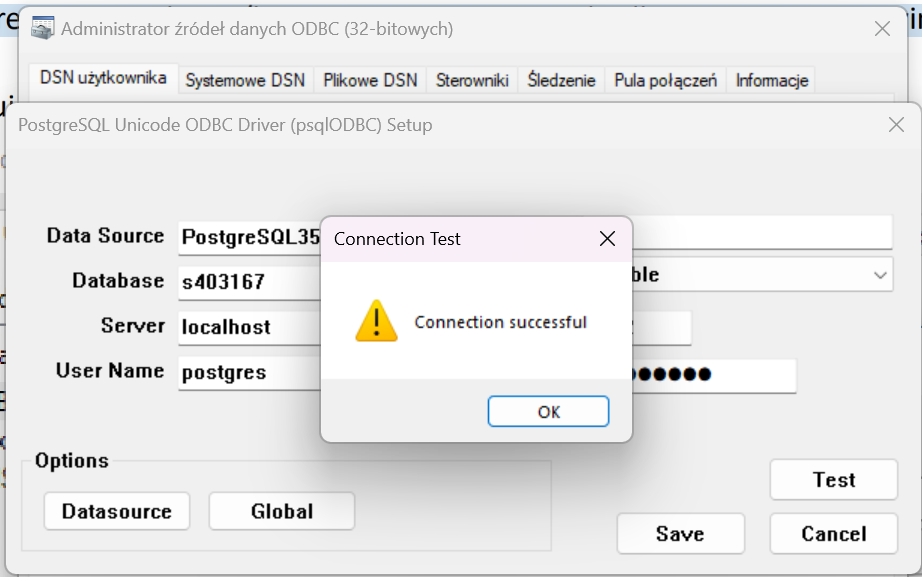 Administrator źródeł danych ODBC (32-bitowych)
DSN użytkownika Systemowe DSN Plikowe DSN Sterowniki Śledzenie Pula połączeń Informacje
PostgreSQL Unicode ODBC Driver (psqlODBC) Setup
Data Source PostgreSQL35
Connection Test
Database s403167
Connection successful
Server localhost
User Name postgres
OK
Options
Datasource Global
Test
Save Cancel